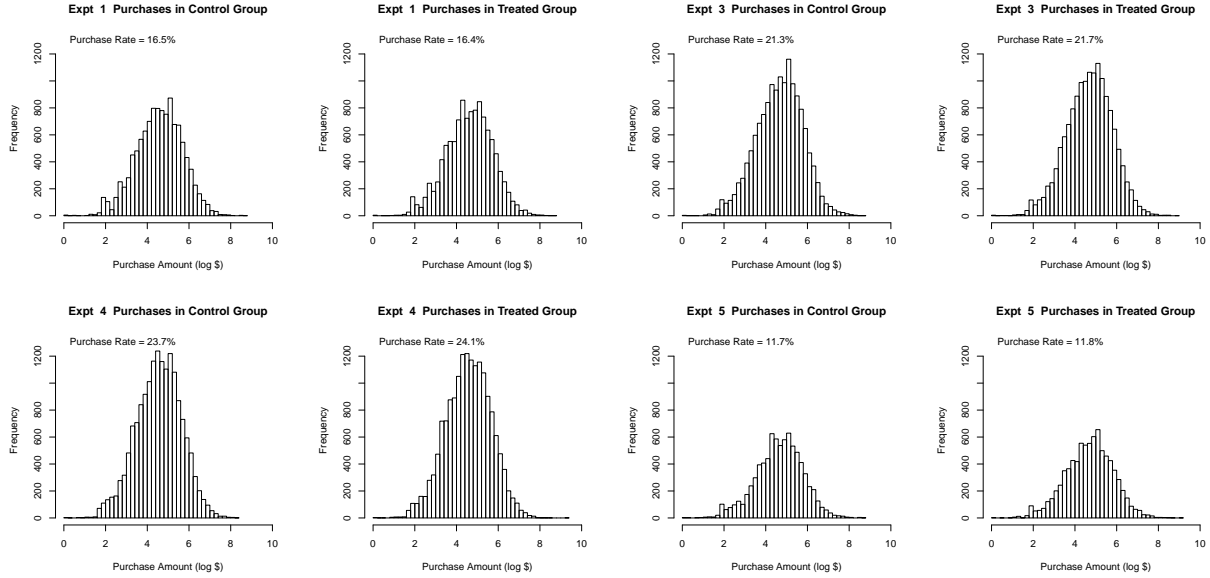 Expt 1 Purchases in Control Group
Purchase Rate = 16.5%
Frequency
0 200 400 600 800 1200
0 2 4 6 8 10
Purchase Amount (log $)
Expt 1 Purchases in Treated Group
Purchase Rate = 16.4%
Frequency
0 200 400 600 800 1200
0 2 4 6 8 10
Purchase Amount (log $)
Expt 3 Purchases in Control Group
Purchase Rate = 21.3%
Frequency
0 200 400 600 800 1200
0 2 4 6 8 10
Purchase Amount (log $)
Expt 3 Purchases in Treated Group
Purchase Rate = 21.7%
Frequency
0 200 400 600 800 1200
0 2 4 6 8 10
Purchase Amount (log $)
Expt 4 Purchases in Control Group
Purchase Rate = 23.7%
Frequency
0 200 400 600 800 1200
0 2 4 6 8 10
Purchase Amount (log $)
Expt 4 Purchases in Treated Group
Purchase Rate = 24.1%
Frequency
0 200 400 600 800 1200
0 2 4 6 8 10
Purchase Amount (log $)
Expt 5 Purchases in Control Group
Purchase Rate = 11.7%
Frequency
0 200 400 600 800 1200
0 2 4 6 8 10
Purchase Amount (log $)
Expt 5 Purchases in Treated Group
Purchase Rate = 11.8%
Frequency
0 200 400 600 800 1200
0 2 4 6 8 10
Purchase Amount (log $)